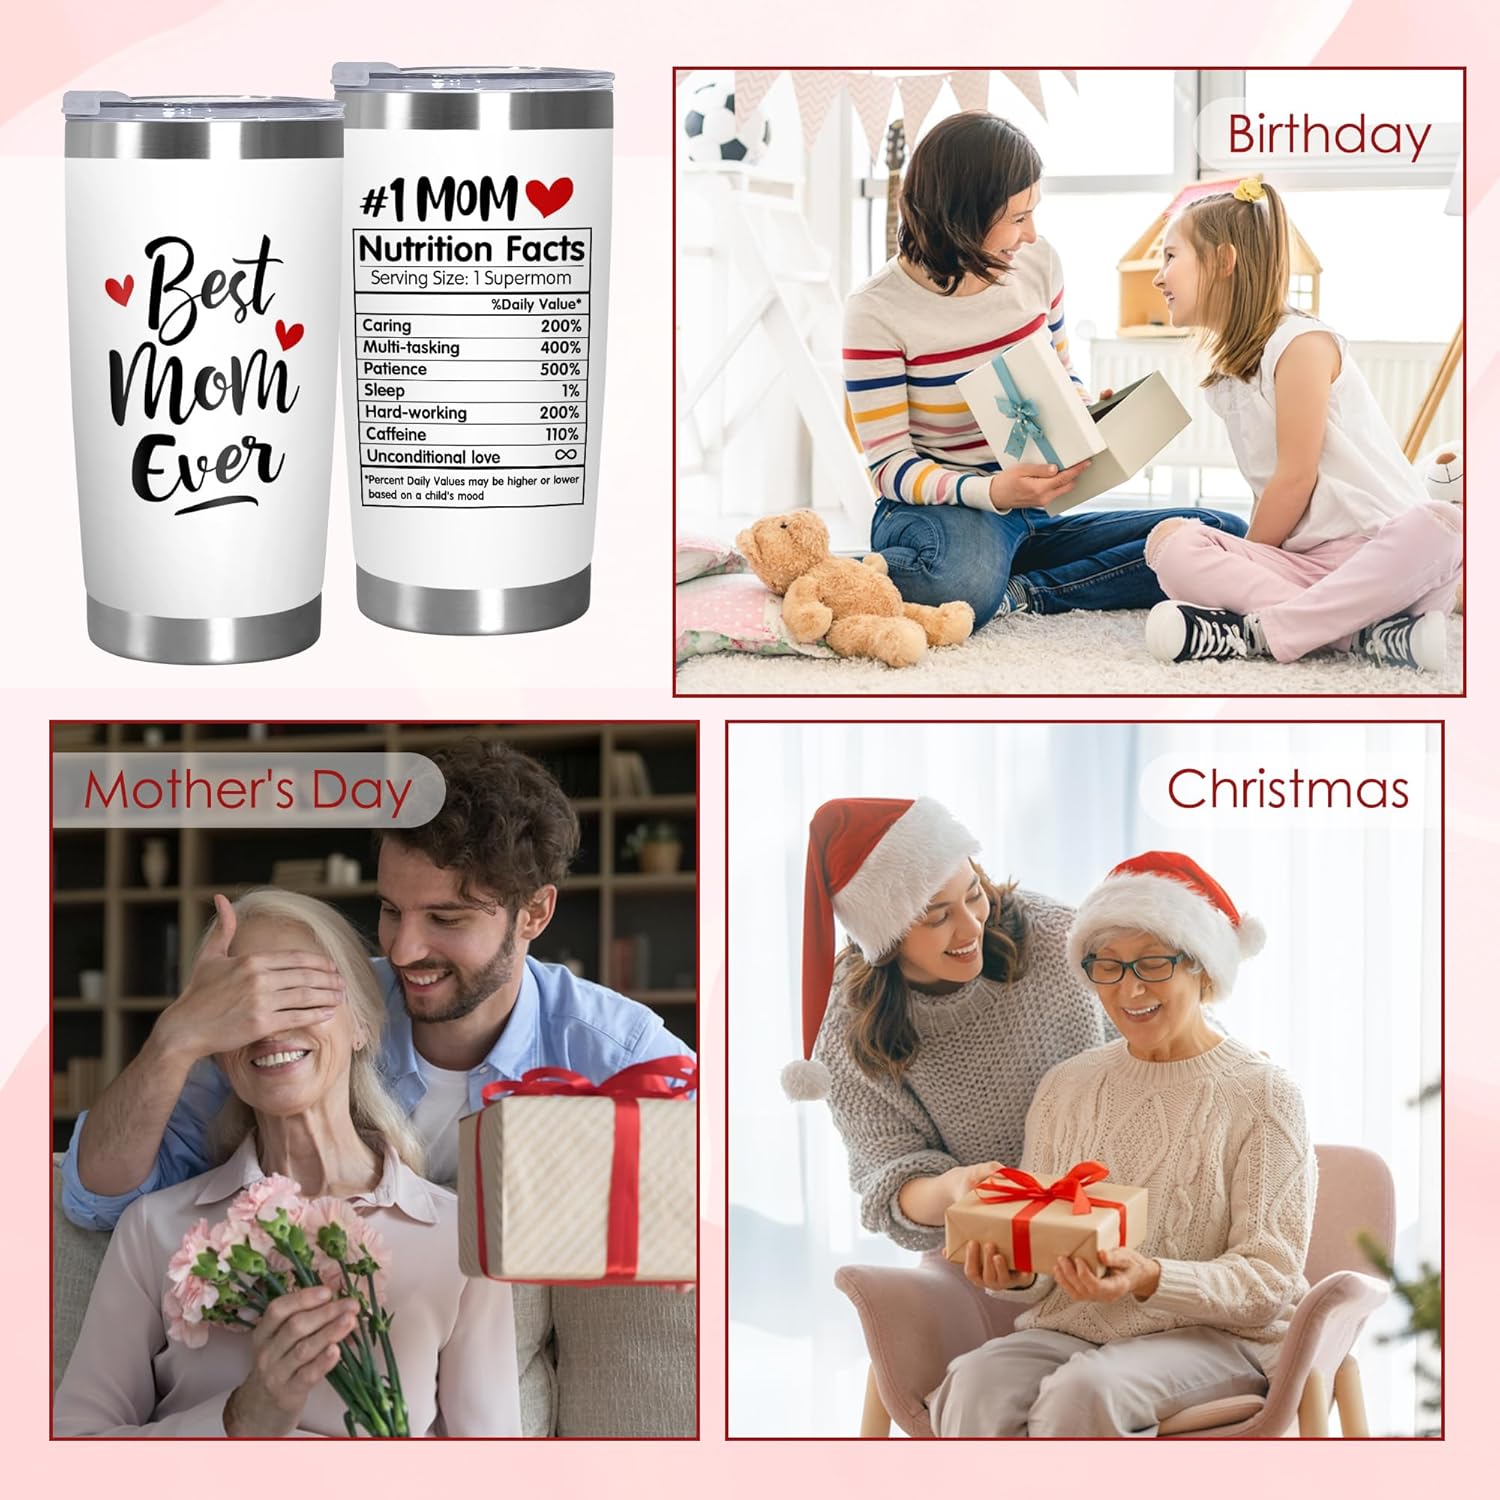 Best
Mom
Ever
#1 MOM
Nutrition Facts
Serving Size: 1 Supermom
%Daily Value*
Caring 200%
Multi-tasking 400%
Patience 500%
Sleep 1%
Hard-working 200%
Caffeine 110%
Unconditional love ∞
*Percent Daily Values may be higher or lower
based on a child's mood
Birthday
Mother's Day
Christmas